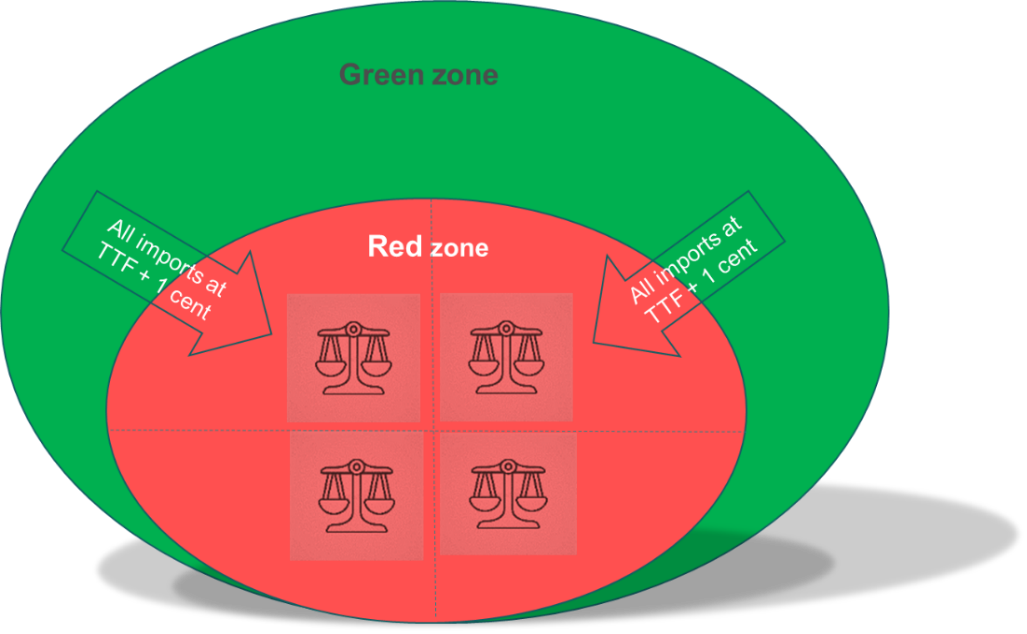 Green zone
Red zone
All imports at
TTF + 1 cent
All imports at
TTF + 1 cent